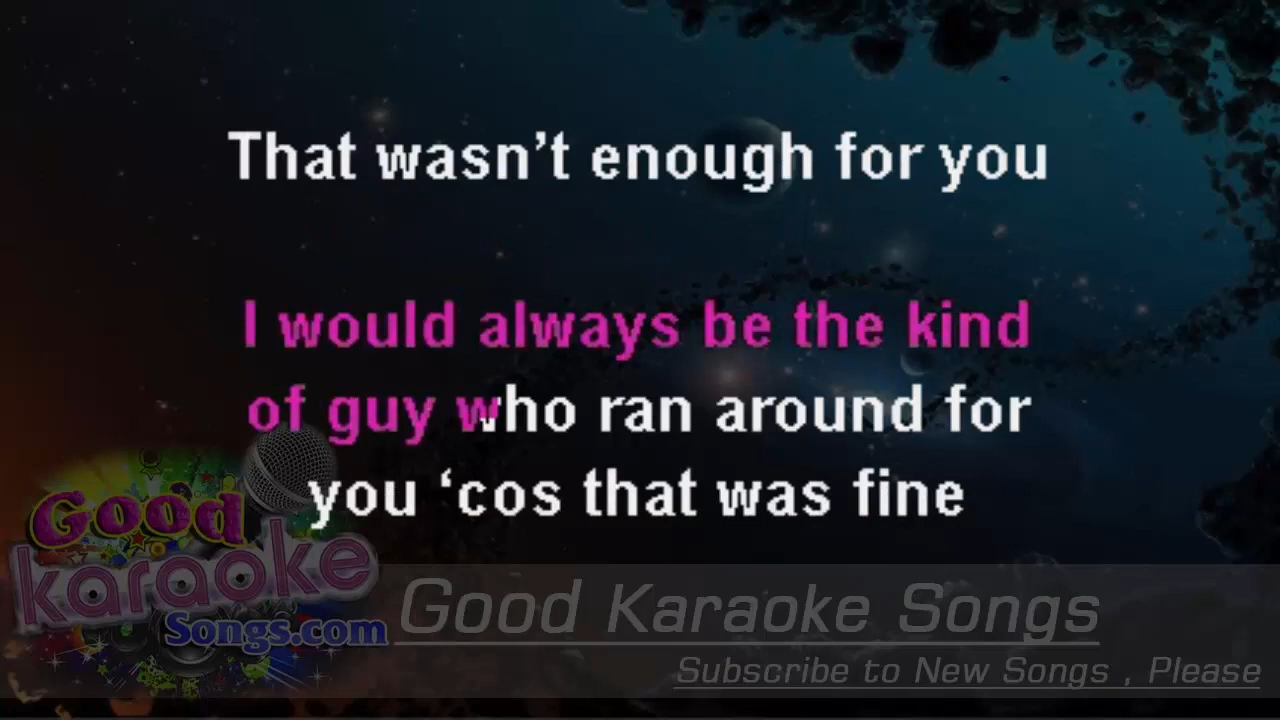 That wasn’t enough for you
I would always be the kind
of guy who ran around for
you ‘cos that was fine
Good
karaoke
Songs.com
Good Karaoke Songs
Subscribe to New Songs , Please